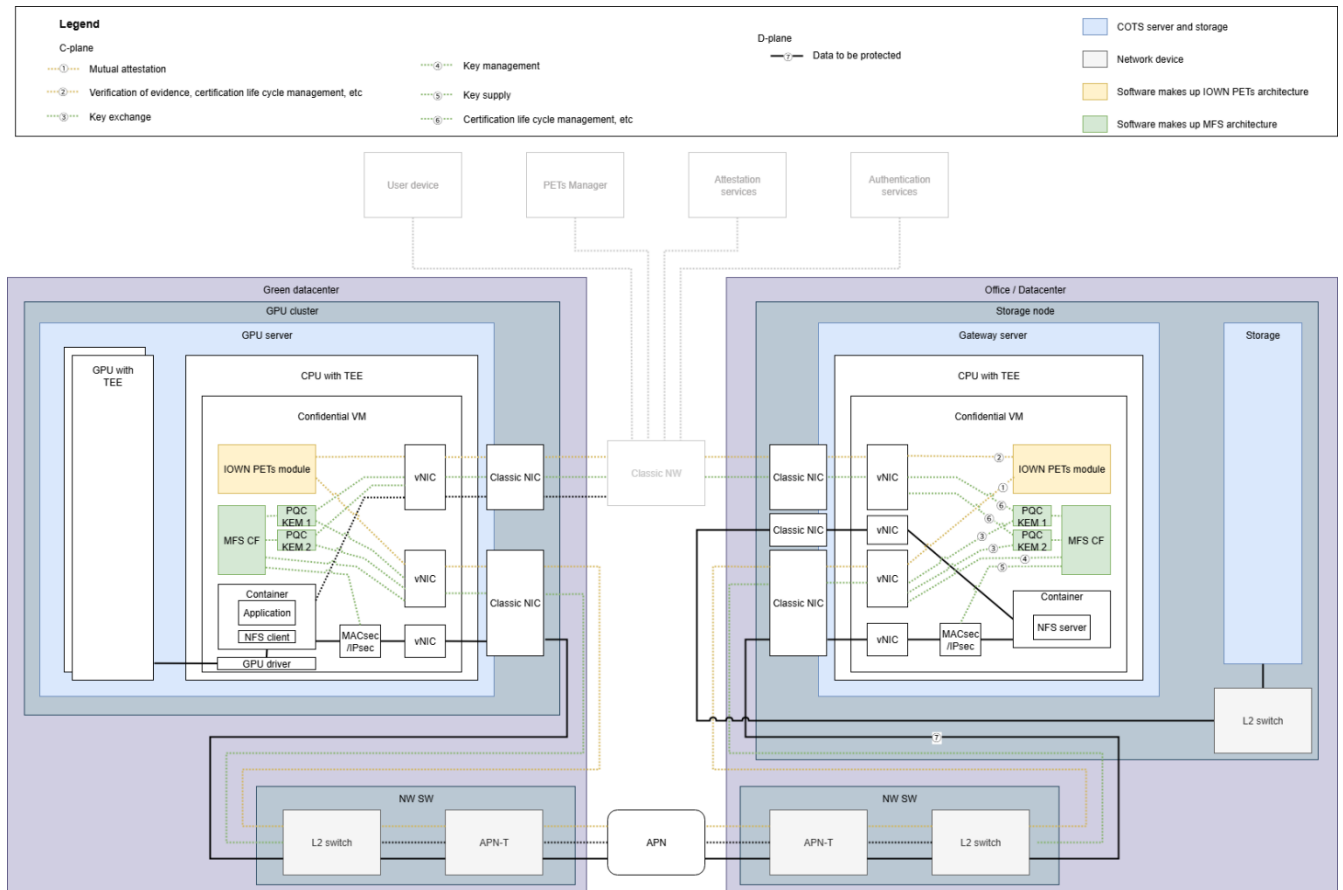 Legend
C-plane
① Mutual attestation
② Verification of evidence, certification life cycle management, etc
③ Key exchange
④ Key management
⑤ Key supply
⑥ Certification life cycle management, etc
D-plane
⑦ Data to be protected
COTS server and storage
Network device
Software makes up IOWN PETs architecture
Software makes up MFS architecture
User device
PETs Manager
Attestation
services
Authentication
services
Green datacenter
GPU cluster
GPU server
GPU with
TEE
CPU with TEE
Confidential VM
IOWN PETs module
PQC
KEM 1
PQC
KEM 2
MFS CF
Container
Application
NFS client
GPU driver
MACsec
/IPsec
vNIC
vNIC
vNIC
Classic NIC
Classic NIC
Classic NW
Office / Datacenter
Storage node
Gateway server
Storage
CPU with TEE
Confidential VM
Classic NIC
Classic NIC
Classic NIC
vNIC
vNIC
vNIC
vNIC
②
①
⑥
⑥
③
③
④
⑤
IOWN PETs module
PQC
KEM 1
PQC
KEM 2
MFS CF
Container
NFS server
MACsec
/IPsec
L2 switch
⑦
NW SW
L2 switch
APN-T
APN
NW SW
APN-T
L2 switch